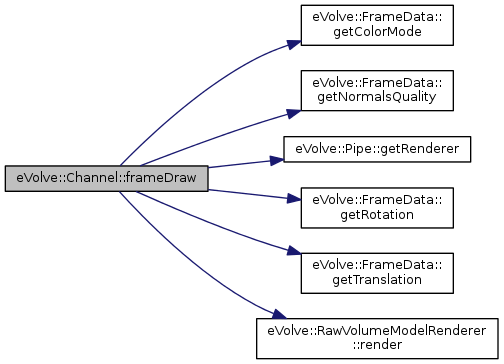 eVolve::FrameData::
getColorMode
eVolve::FrameData::
getNormalsQuality
eVolve::Pipe::getRenderer
eVolve::Channel::frameDraw
eVolve::FrameData::
getRotation
eVolve::FrameData::
getTranslation
eVolve::RawVolumeModelRenderer
::render